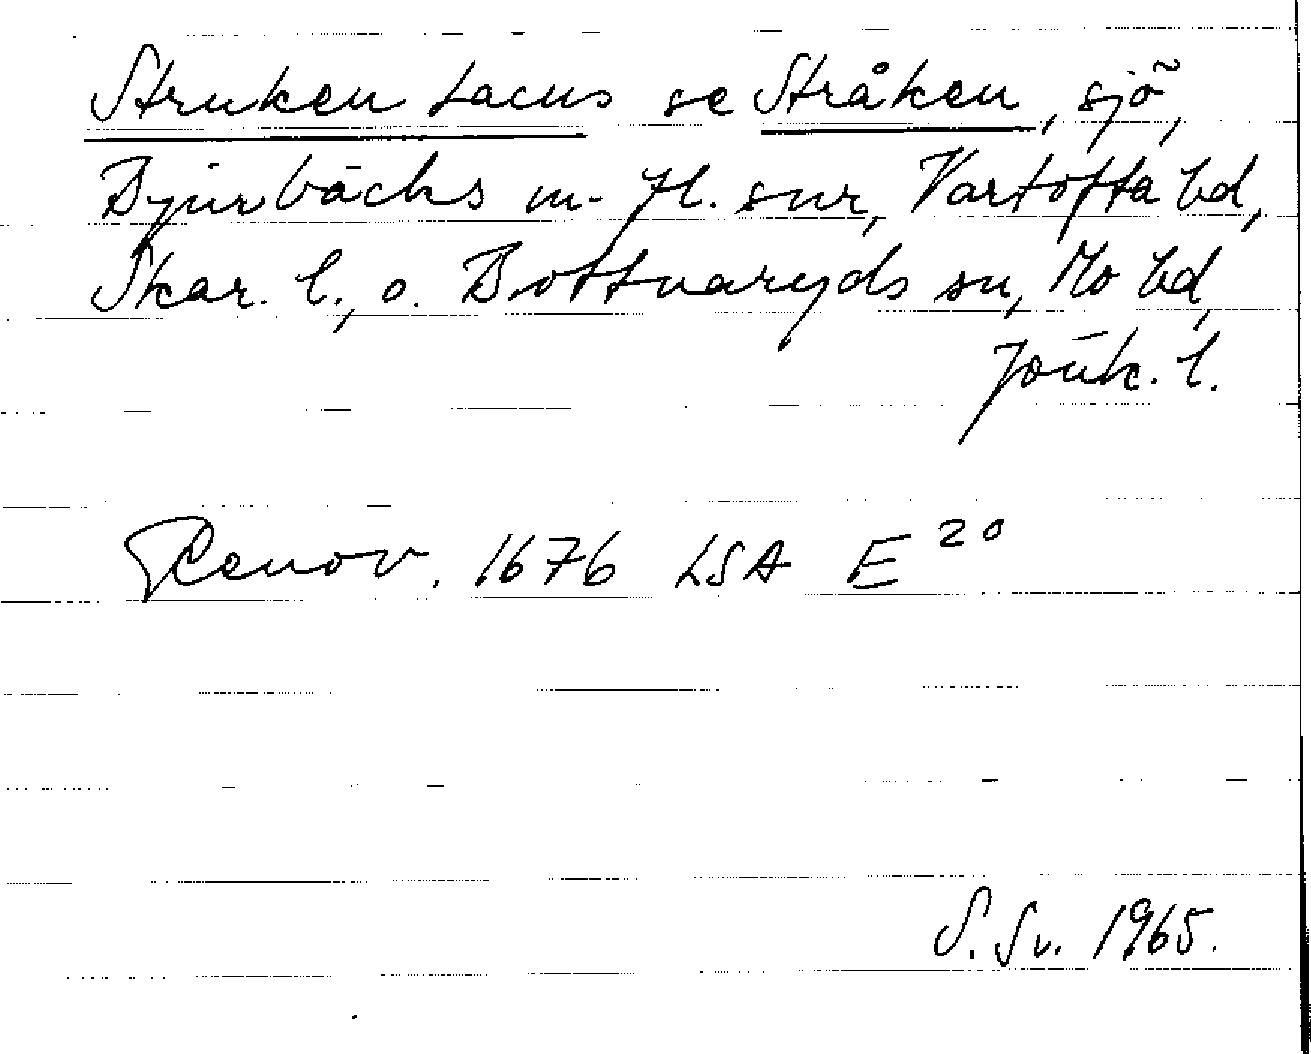 Struken Lacus se Stråken, sjö,
Bjurbäcks m. fl. snr, Vartofta hd,
Skar. l., o. Bottnaryds sn, Mo hd,
Jönk. l.
Renov. 1676 LSA E 20
S. Sv. 1965.